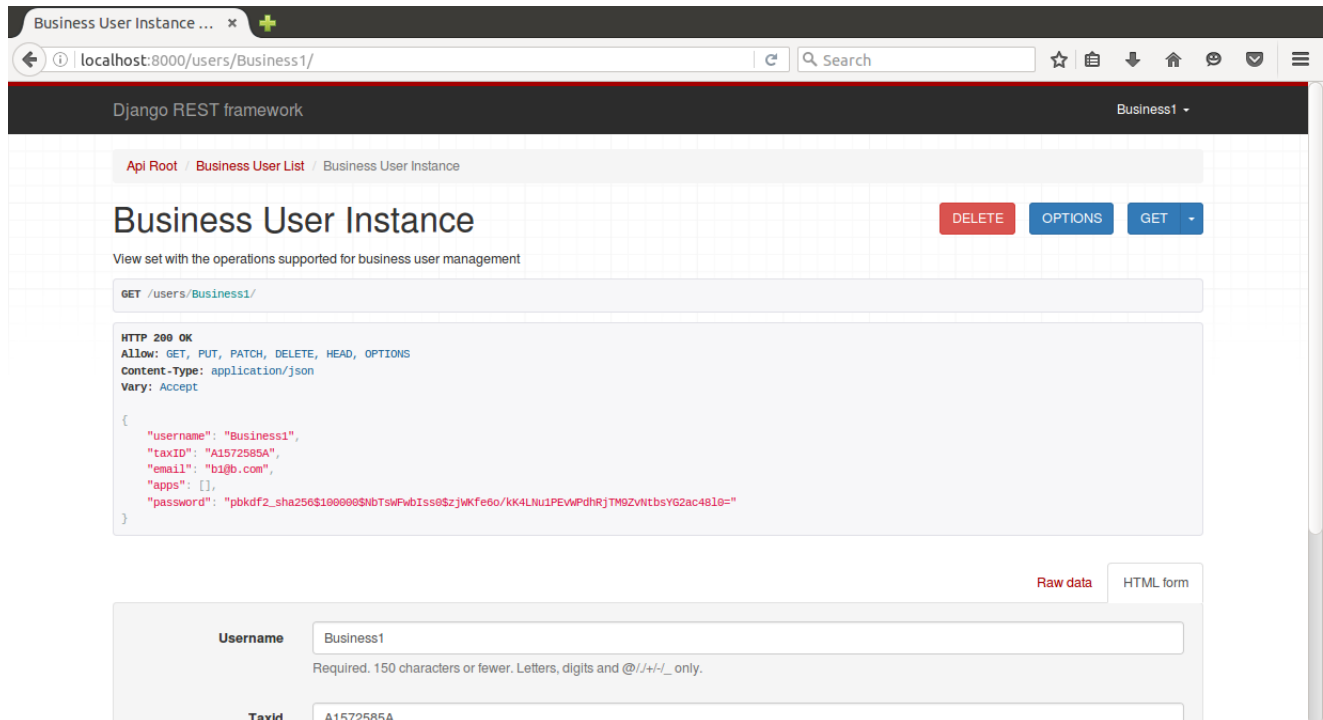 Business User Instance ...
localhost:8000/users/Business1/
Search
Django REST framework
Business1
Api Root / Business User List / Business User Instance
Business User Instance
DELETE
OPTIONS
GET
View set with the operations supported for business user management
GET /users/Business1/
HTTP 200 OK
Allow: GET, PUT, PATCH, DELETE, HEAD, OPTIONS
Content-Type: application/json
Vary: Accept
{
"username": "Business1",
"taxID": "A1572585A",
"email": "b1@b.com",
"apps": [],
"password": "pbkdf2_sha256$100000$NbTsWFwbIss0$zjWKfe6o/kK4LNu1PEvWPdhRjTM9ZvNtbsYG2ac48l0="
}
Raw data
HTML form
Username
Business1
Required. 150 characters or fewer. Letters, digits and @/./+/-/_ only.
Taxid
A1572585A